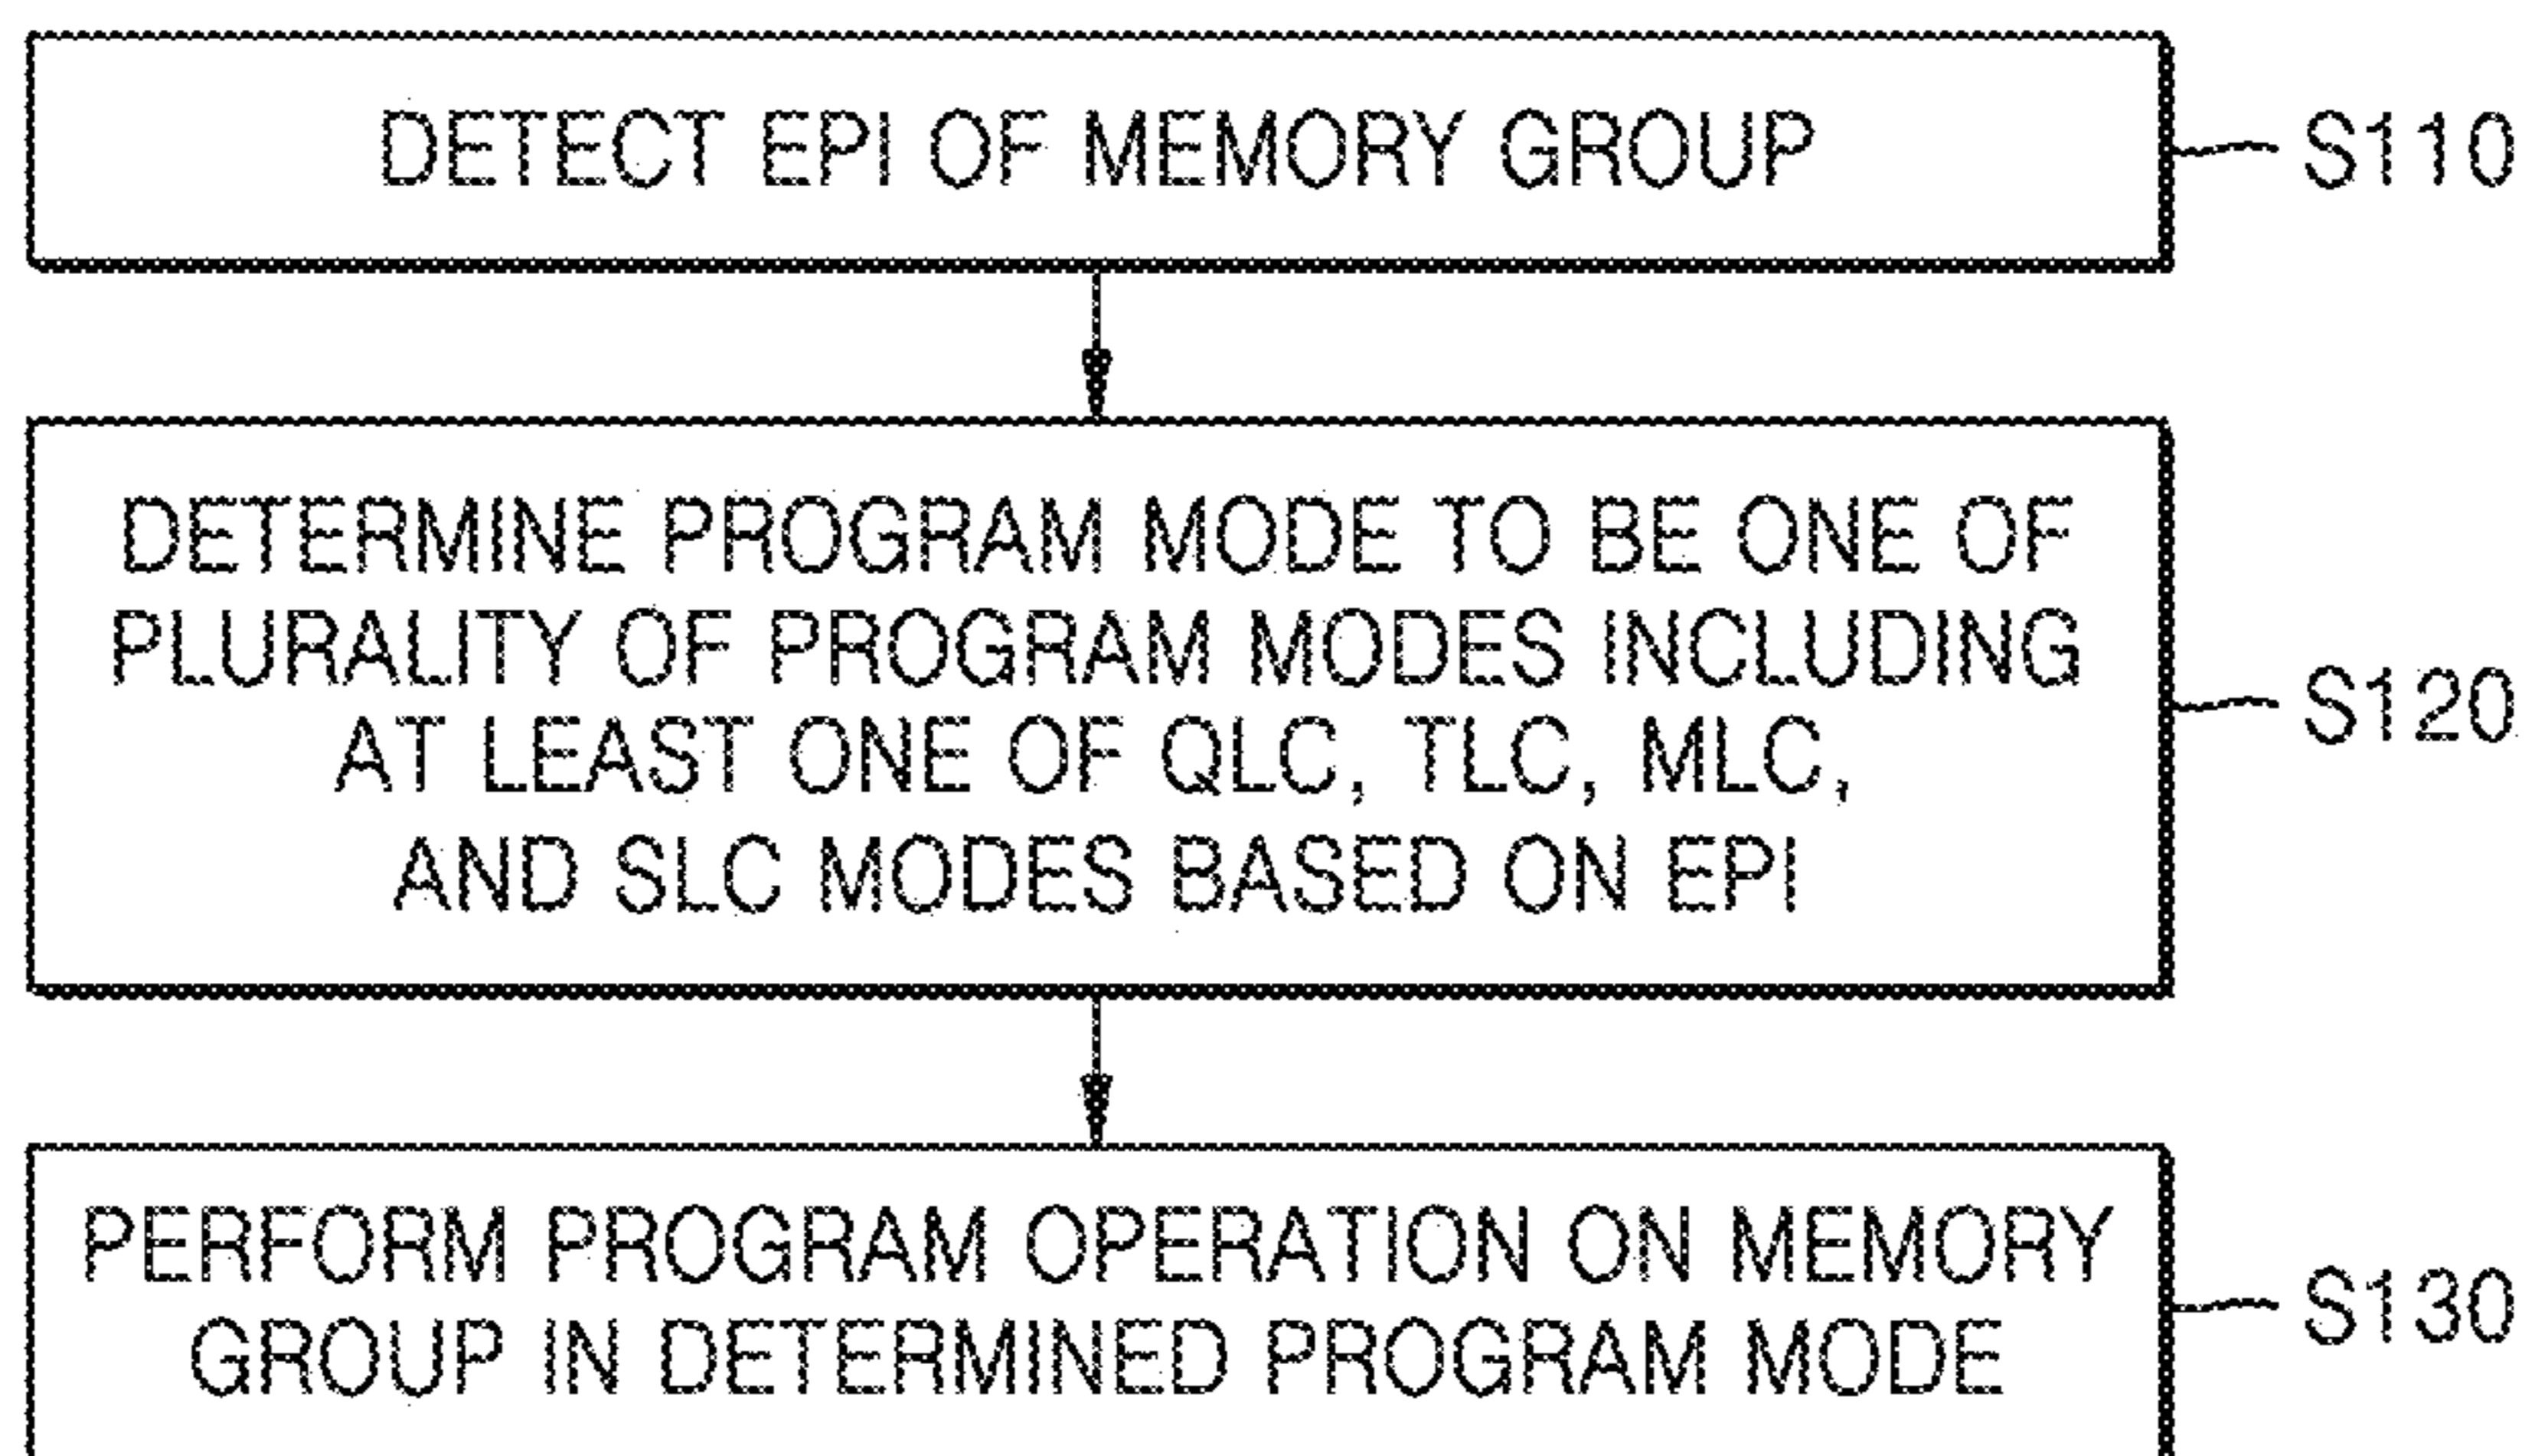 DETECT EPI OF MEMORY GROUP
S110
DETERMINE PROGRAM MODE TO BE ONE OF
PLURALITY OF PROGRAM MODES INCLUDING
AT LEAST ONE OF QLC, TLC, MLC,
AND SLC MODES BASED ON EPI
S120
PERFORM PROGRAM OPERATION ON MEMORY
GROUP IN DETERMINED PROGRAM MODE
S130